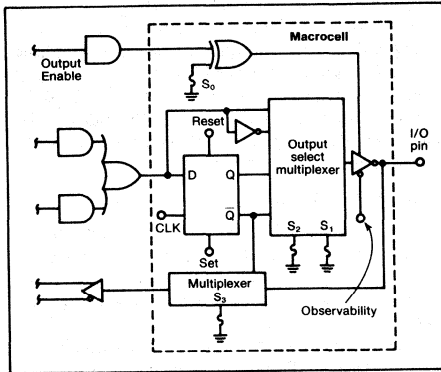 Macrocell
Output
Enable
S₀
Reset
Output
select
multiplexer
I/O
pin
D
Q
Q̅
CLK
S₂
S₁
Set
Multiplexer
S₃
Observability